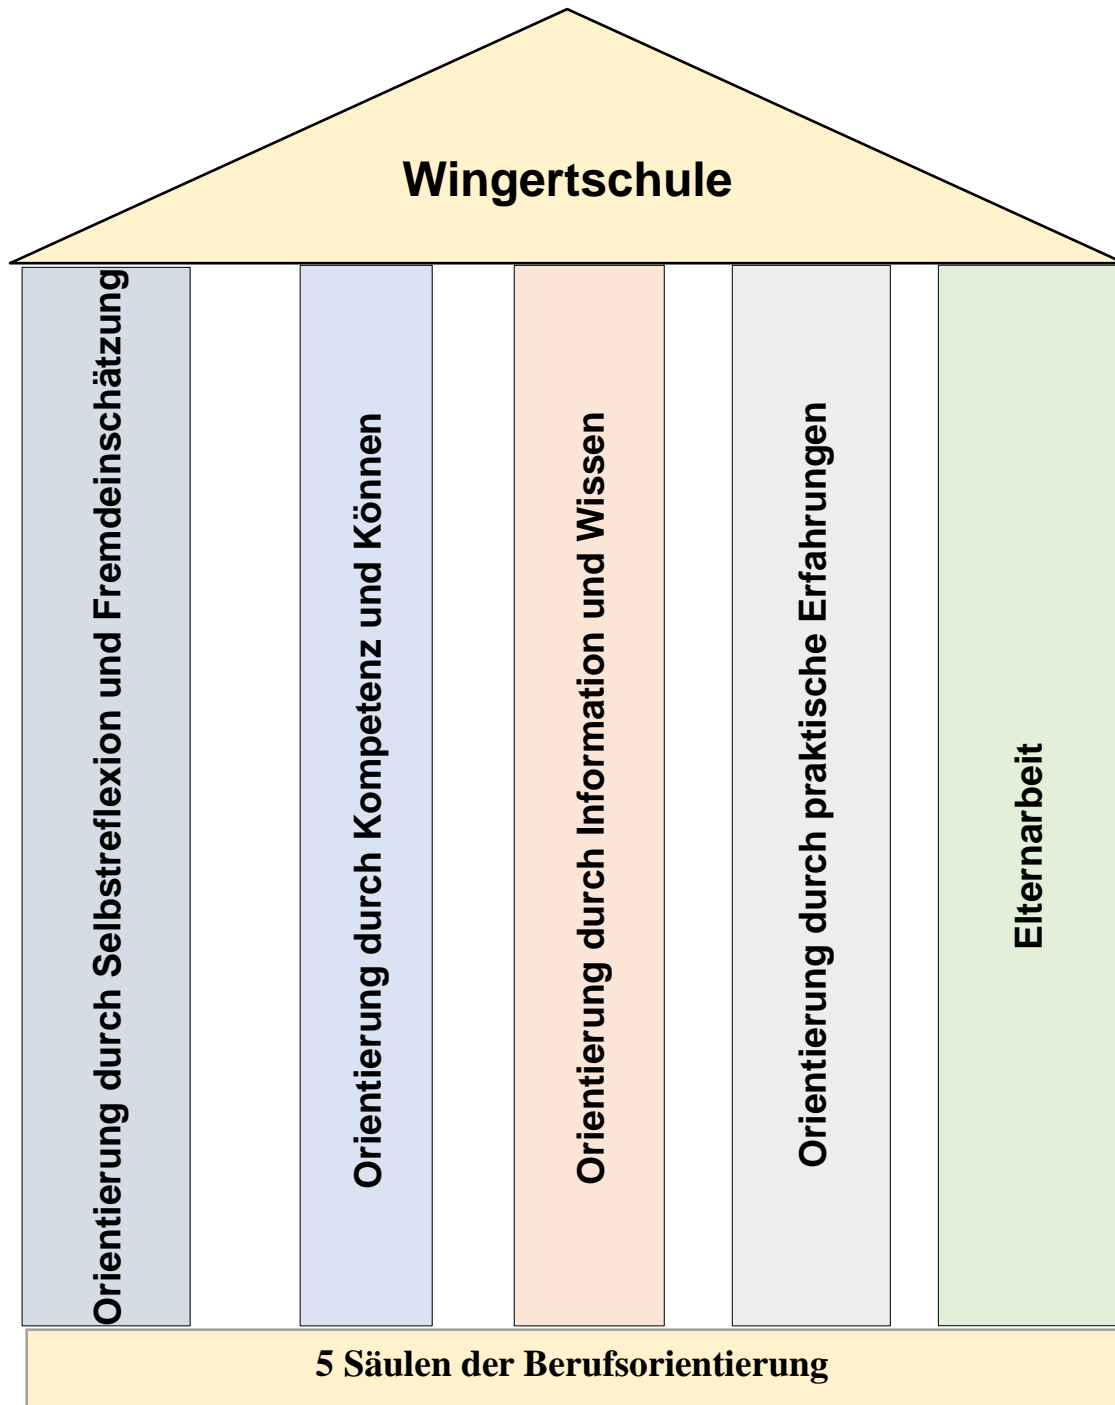 Wingertschule
Orientierung durch Selbstreflexion und Fremdeinschätzung
Orientierung durch Kompetenz und Können
Orientierung durch Information und Wissen
Orientierung durch praktische Erfahrungen
Elternarbeit
5 Säulen der Berufsorientierung